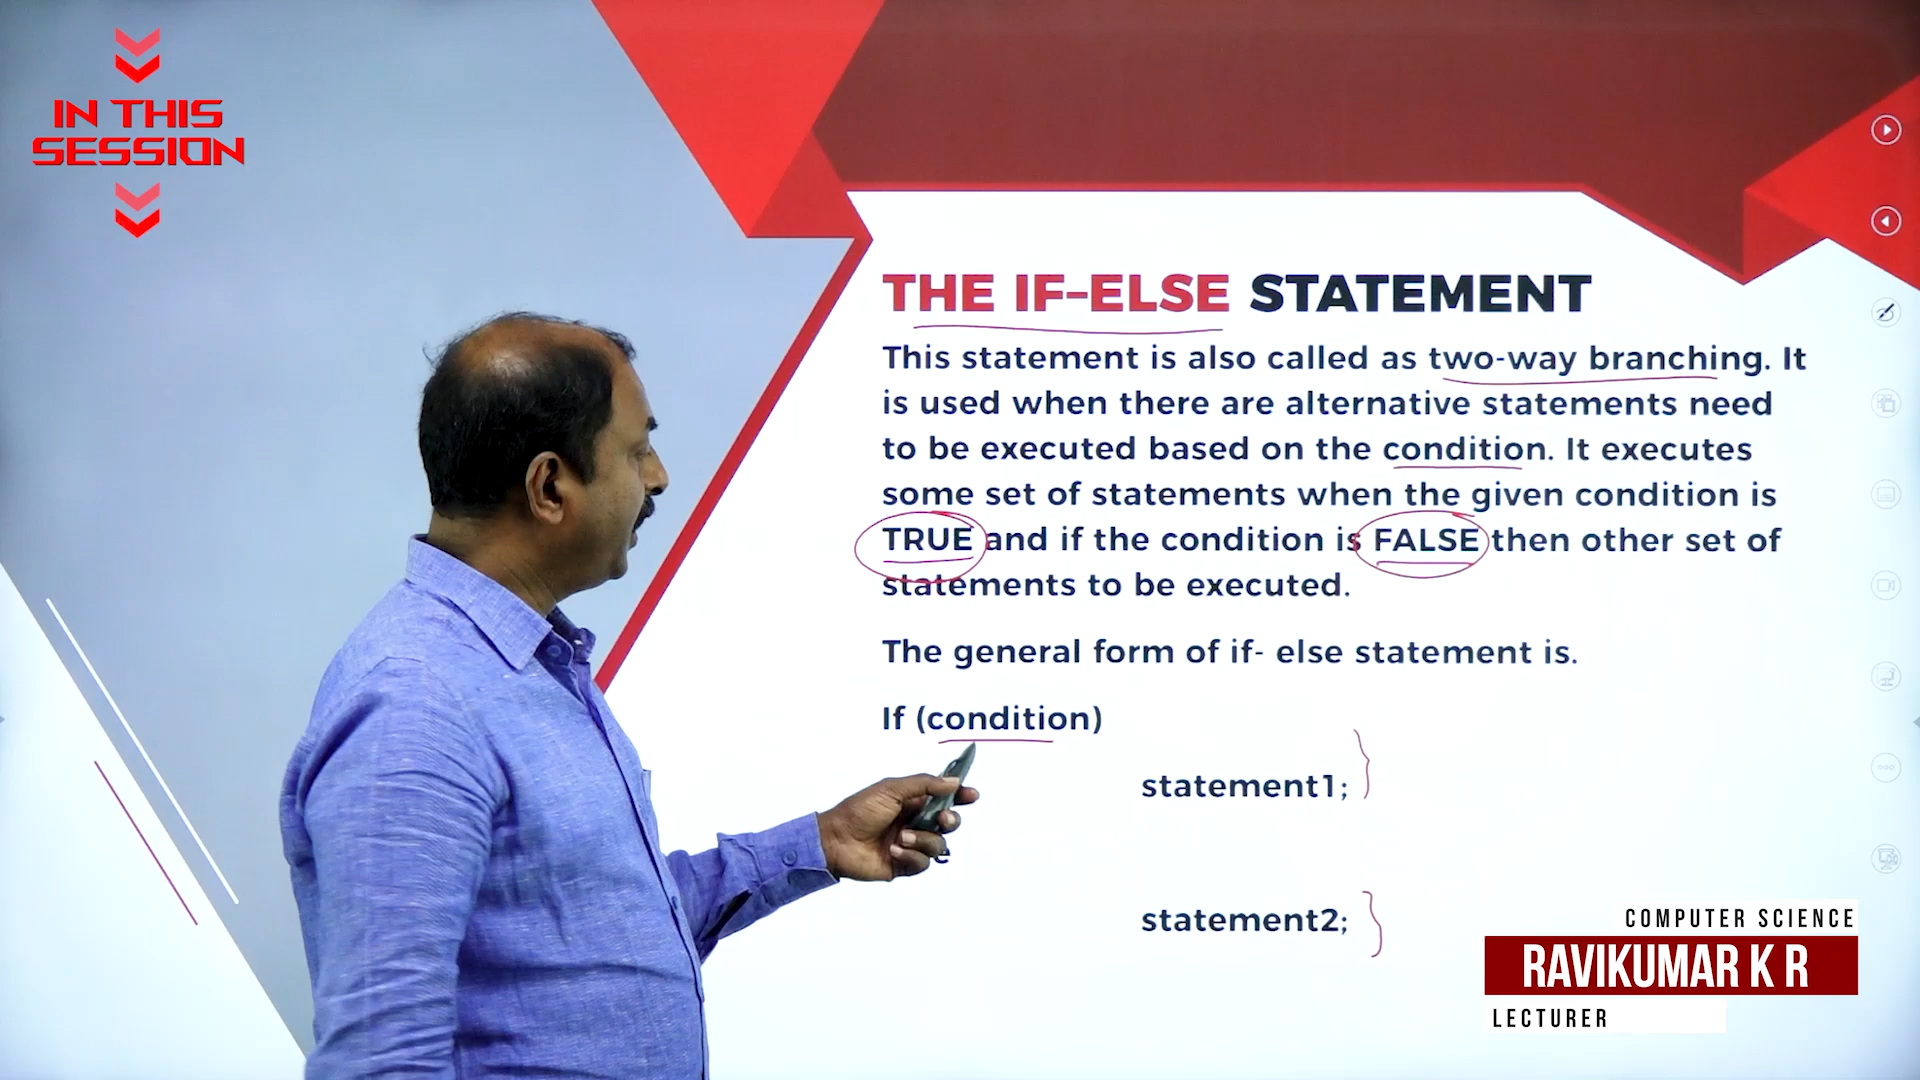 IN THIS
SESSION
THE IF-ELSE STATEMENT
This statement is also called as two-way branching. It
is used when there are alternative statements need
to be executed based on the condition. It executes
some set of statements when the given condition is
TRUE and if the condition is FALSE then other set of
statements to be executed.
The general form of if- else statement is.
If (condition)
statement1;
statement2;
COMPUTER SCIENCE
RAVIKUMAR K R
LECTURER